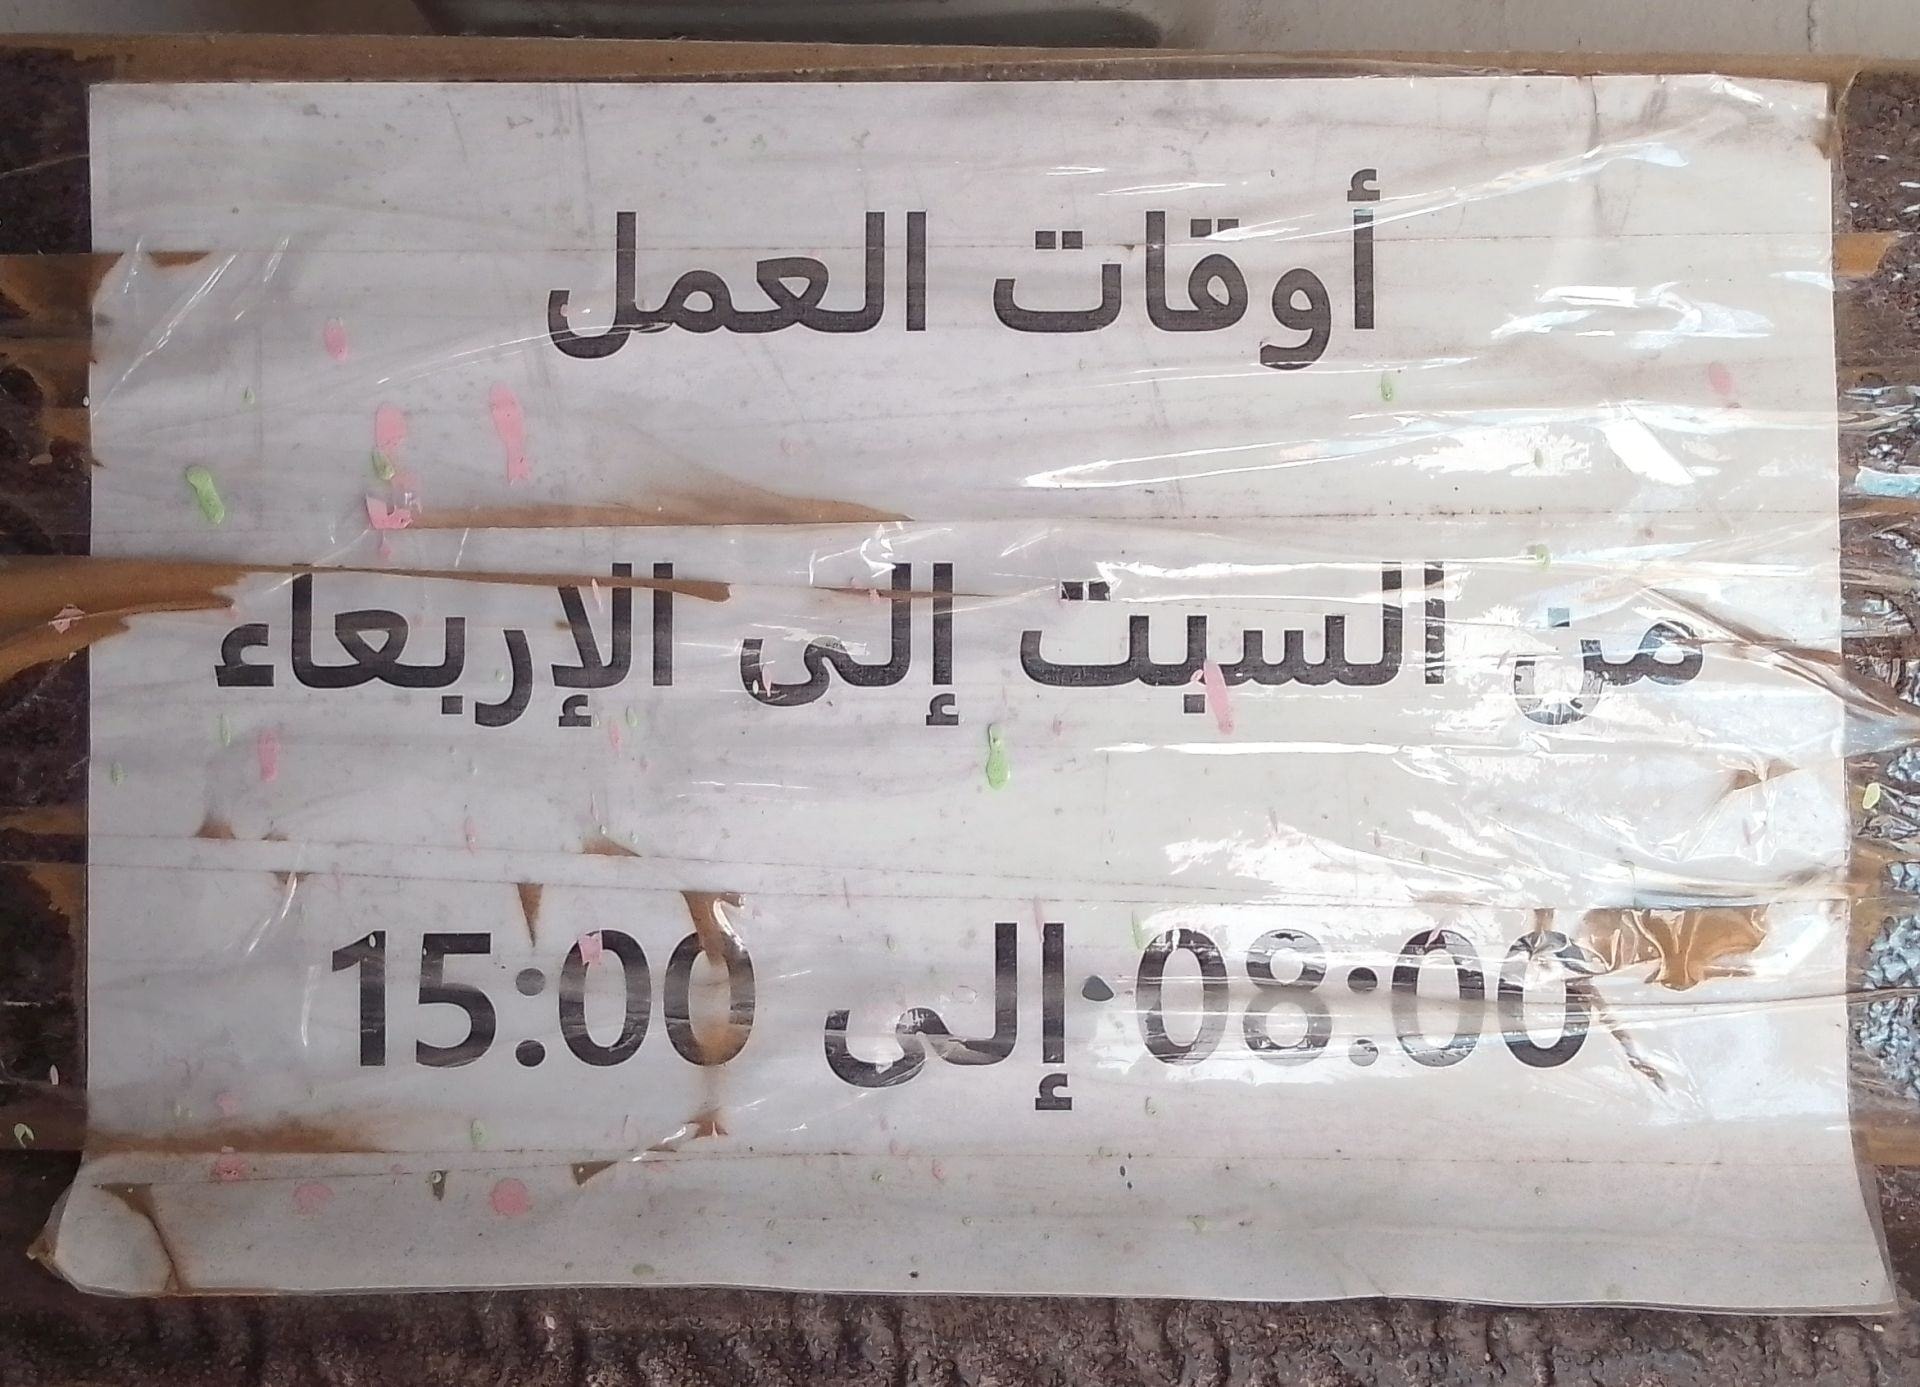 أوقات العمل
من السبت إلى الإربعاء
08:00 إلى 15:00